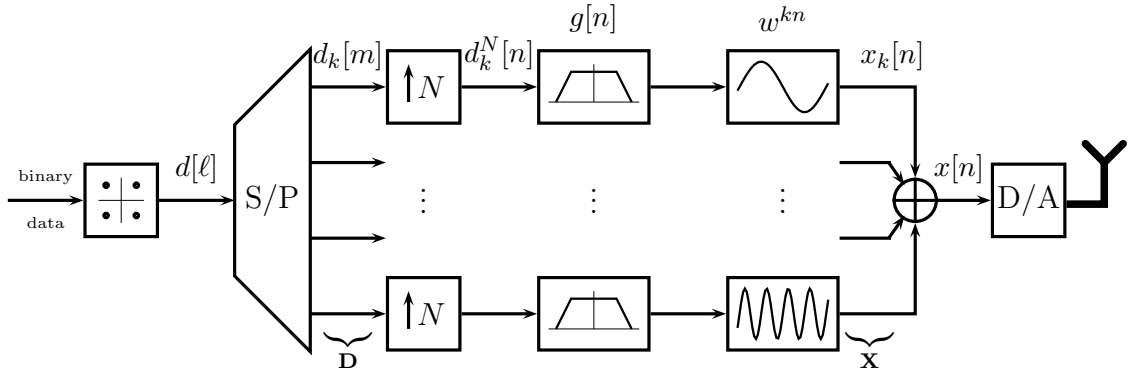 g[n]
w^{kn}
d_k[m]
d_k^N[n]
x_k[n]
↑N
binary
data
d[ℓ]
S/P
⋮
⋮
⋮
x[n]
D/A
↑N
D
X